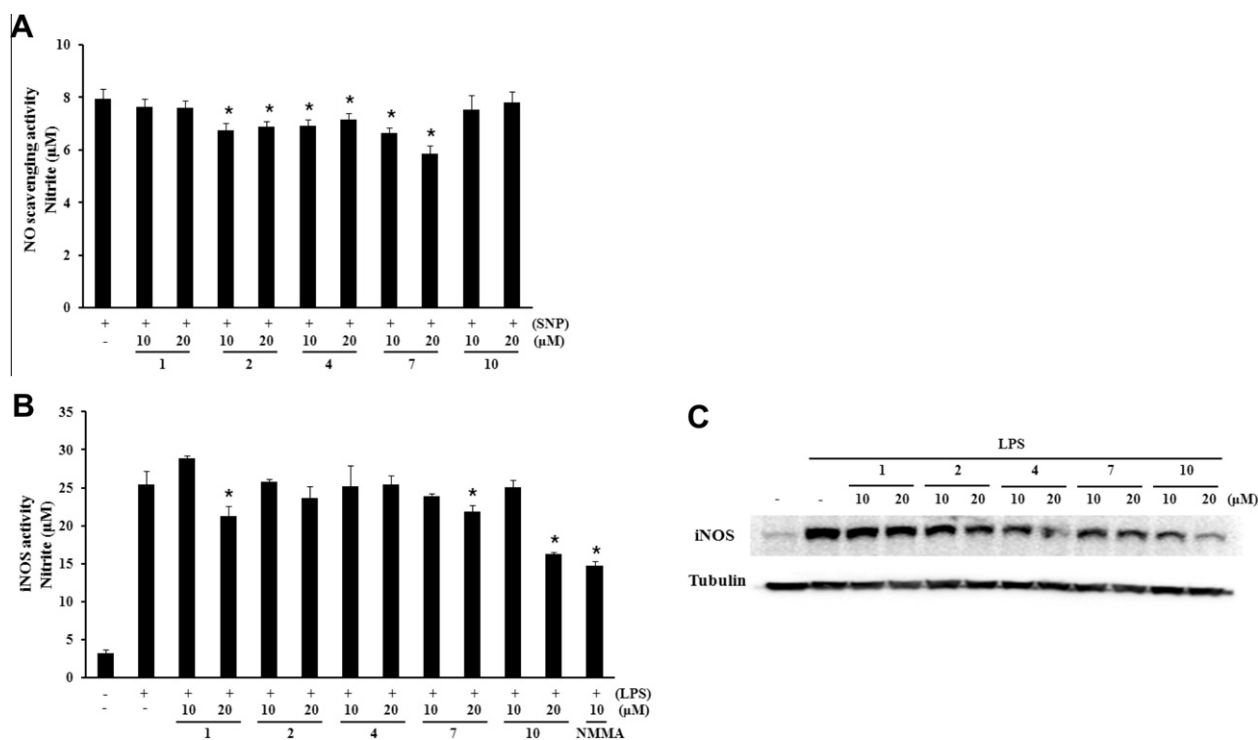 A
NO scavenging activity
Nitrite (µM)
10
8
6
4
2
0
* * * * * *
+ + + + + + + + + + + (SNP)
- 10 20 10 20 10 20 10 20 10 20 (µM)
1 2 4 7 10
B
iNOS activity
Nitrite (µM)
35
30
25
20
15
10
5
0
* * * *
- + + + + + + + + + + + + (LPS)
- - 10 20 10 20 10 20 10 20 10 20 10 (µM)
1 2 4 7 10 NMMA
C
LPS
1 2 4 7 10
- - 10 20 10 20 10 20 10 20 10 20 (µM)
iNOS
Tubulin